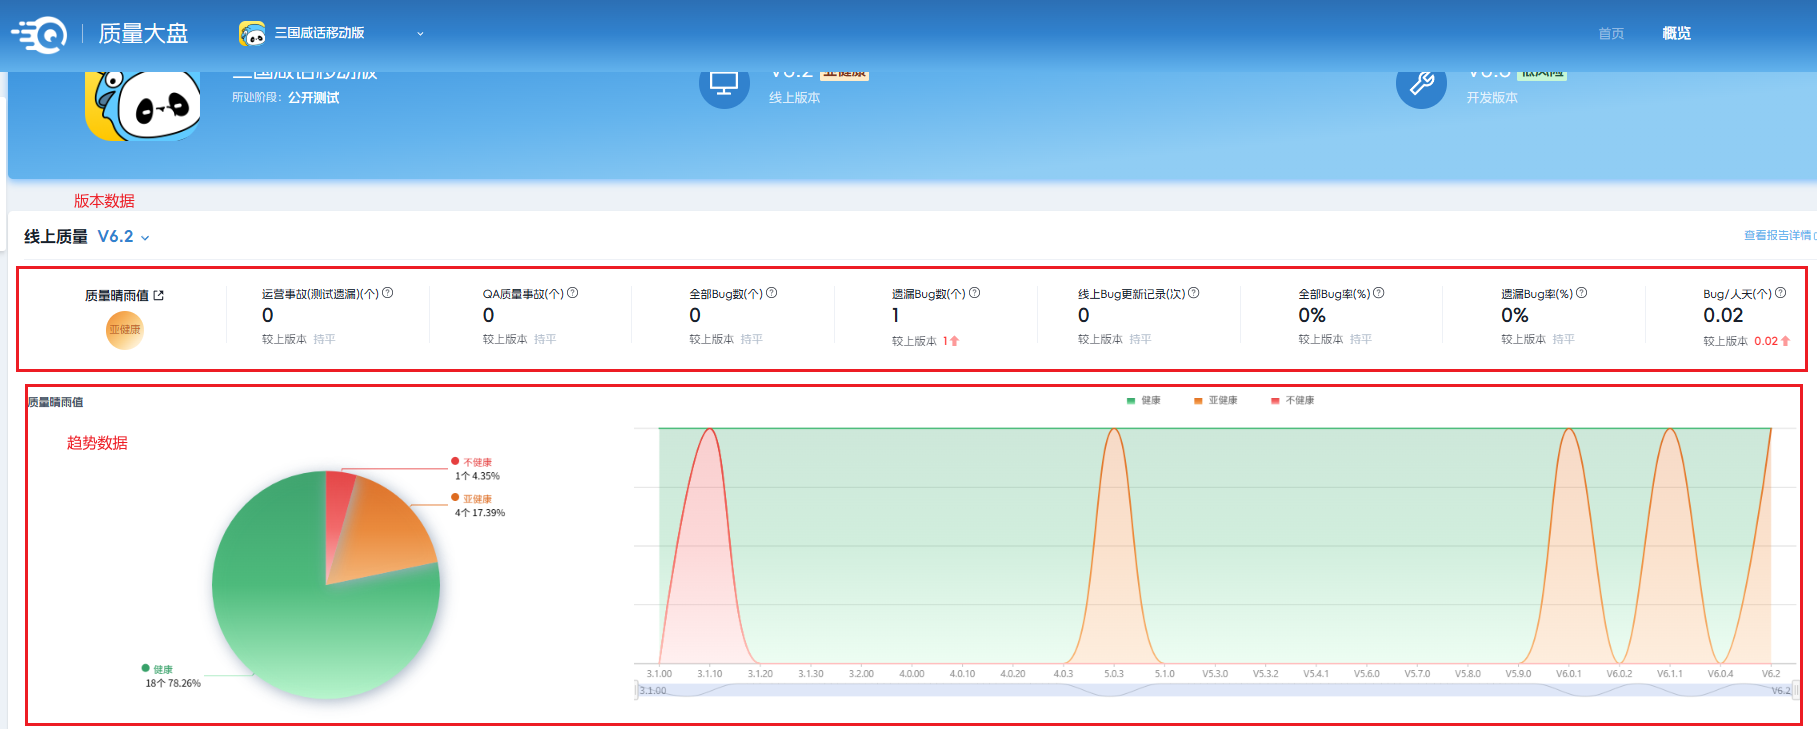 质量大盘
三国咸话移动版
首页
概览
三国咸话移动版
所处阶段: 公开测试
V6.2 亚健康
线上版本
V6.3 低风险
开发版本
版本数据
线上质量 V6.2
查看报告详情
质量晴雨值
亚健康
运营事故(测试遗漏)(个)
0
较上版本 持平
QA质量事故(个)
0
较上版本 持平
全部Bug数(个)
0
较上版本 持平
遗漏Bug数(个)
1
较上版本 1
线上Bug更新记录(次)
0
较上版本 持平
全部Bug率(%)
0%
较上版本 持平
遗漏Bug率(%)
0%
较上版本 持平
Bug/人天(个)
0.02
较上版本 0.02
质量晴雨值
趋势数据
不健康
1个 4.35%
亚健康
4个 17.39%
健康
18个 78.26%
健康 亚健康 不健康
3.1.00 3.1.10 3.1.20 3.1.30 3.2.00 4.0.00 4.0.10 4.0.20 4.0.3 5.0.3 5.1.0 V5.3.0 V5.3.2 V5.4.1 V5.6.0 V5.7.0 V5.8.0 V5.9.0 V6.0.1 V6.0.2 V6.1.1 V6.0.4 V6.2
3.1.00 V6.2